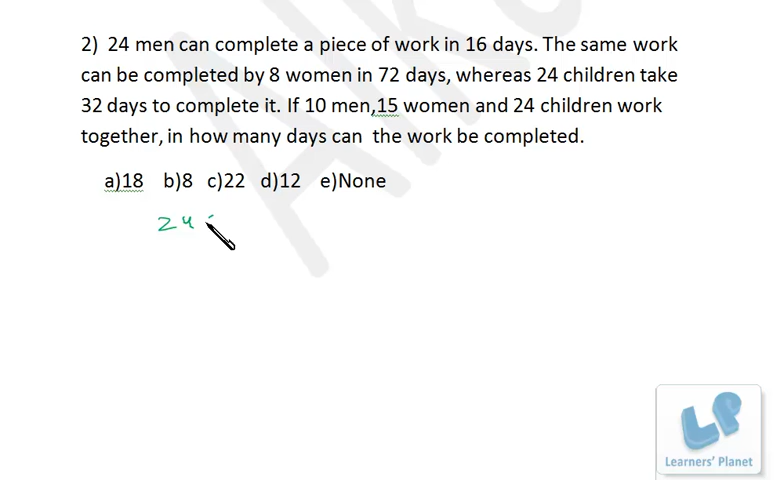 2) 24 men can complete a piece of work in 16 days. The same work
can be completed by 8 women in 72 days, whereas 24 children take
32 days to complete it. If 10 men,15 women and 24 children work
together, in how many days can the work be completed.
a)18 b)8 c)22 d)12 e)None
24
LP
Learners' Planet